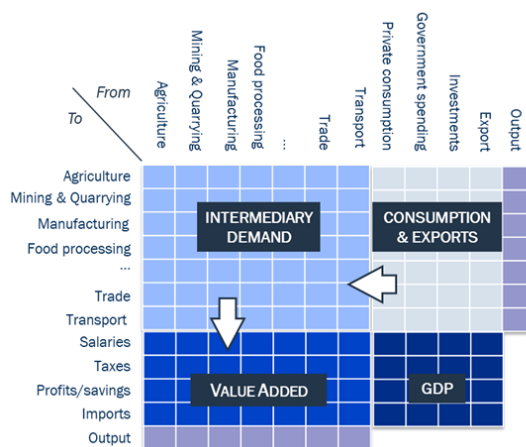 From
To
Agriculture
Mining & Quarrying
Manufacturing
Food processing
...
Trade
Transport
Private consumption
Government spending
Investments
Export
Output
Agriculture
Mining & Quarrying
Manufacturing
Food processing
...
Trade
Transport
Salaries
Taxes
Profits/savings
Imports
Output
INTERMEDIARY
DEMAND
CONSUMPTION
& EXPORTS
VALUE ADDED
GDP